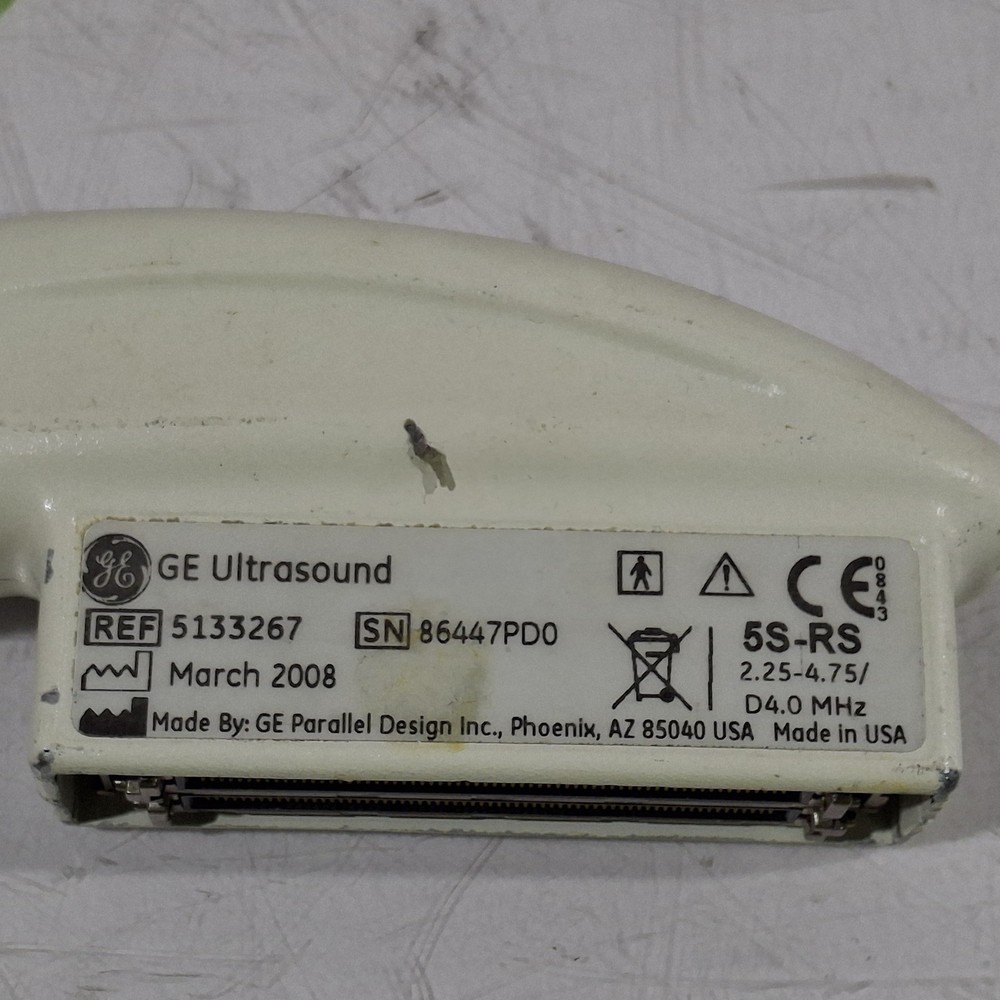 GE GE Ultrasound
REF 5133267 SN 86447PD0
March 2008
Made By: GE Parallel Design Inc., Phoenix, AZ 85040 USA Made in USA
CE 0843
5S-RS
2.25-4.75/
D4.0 MHz